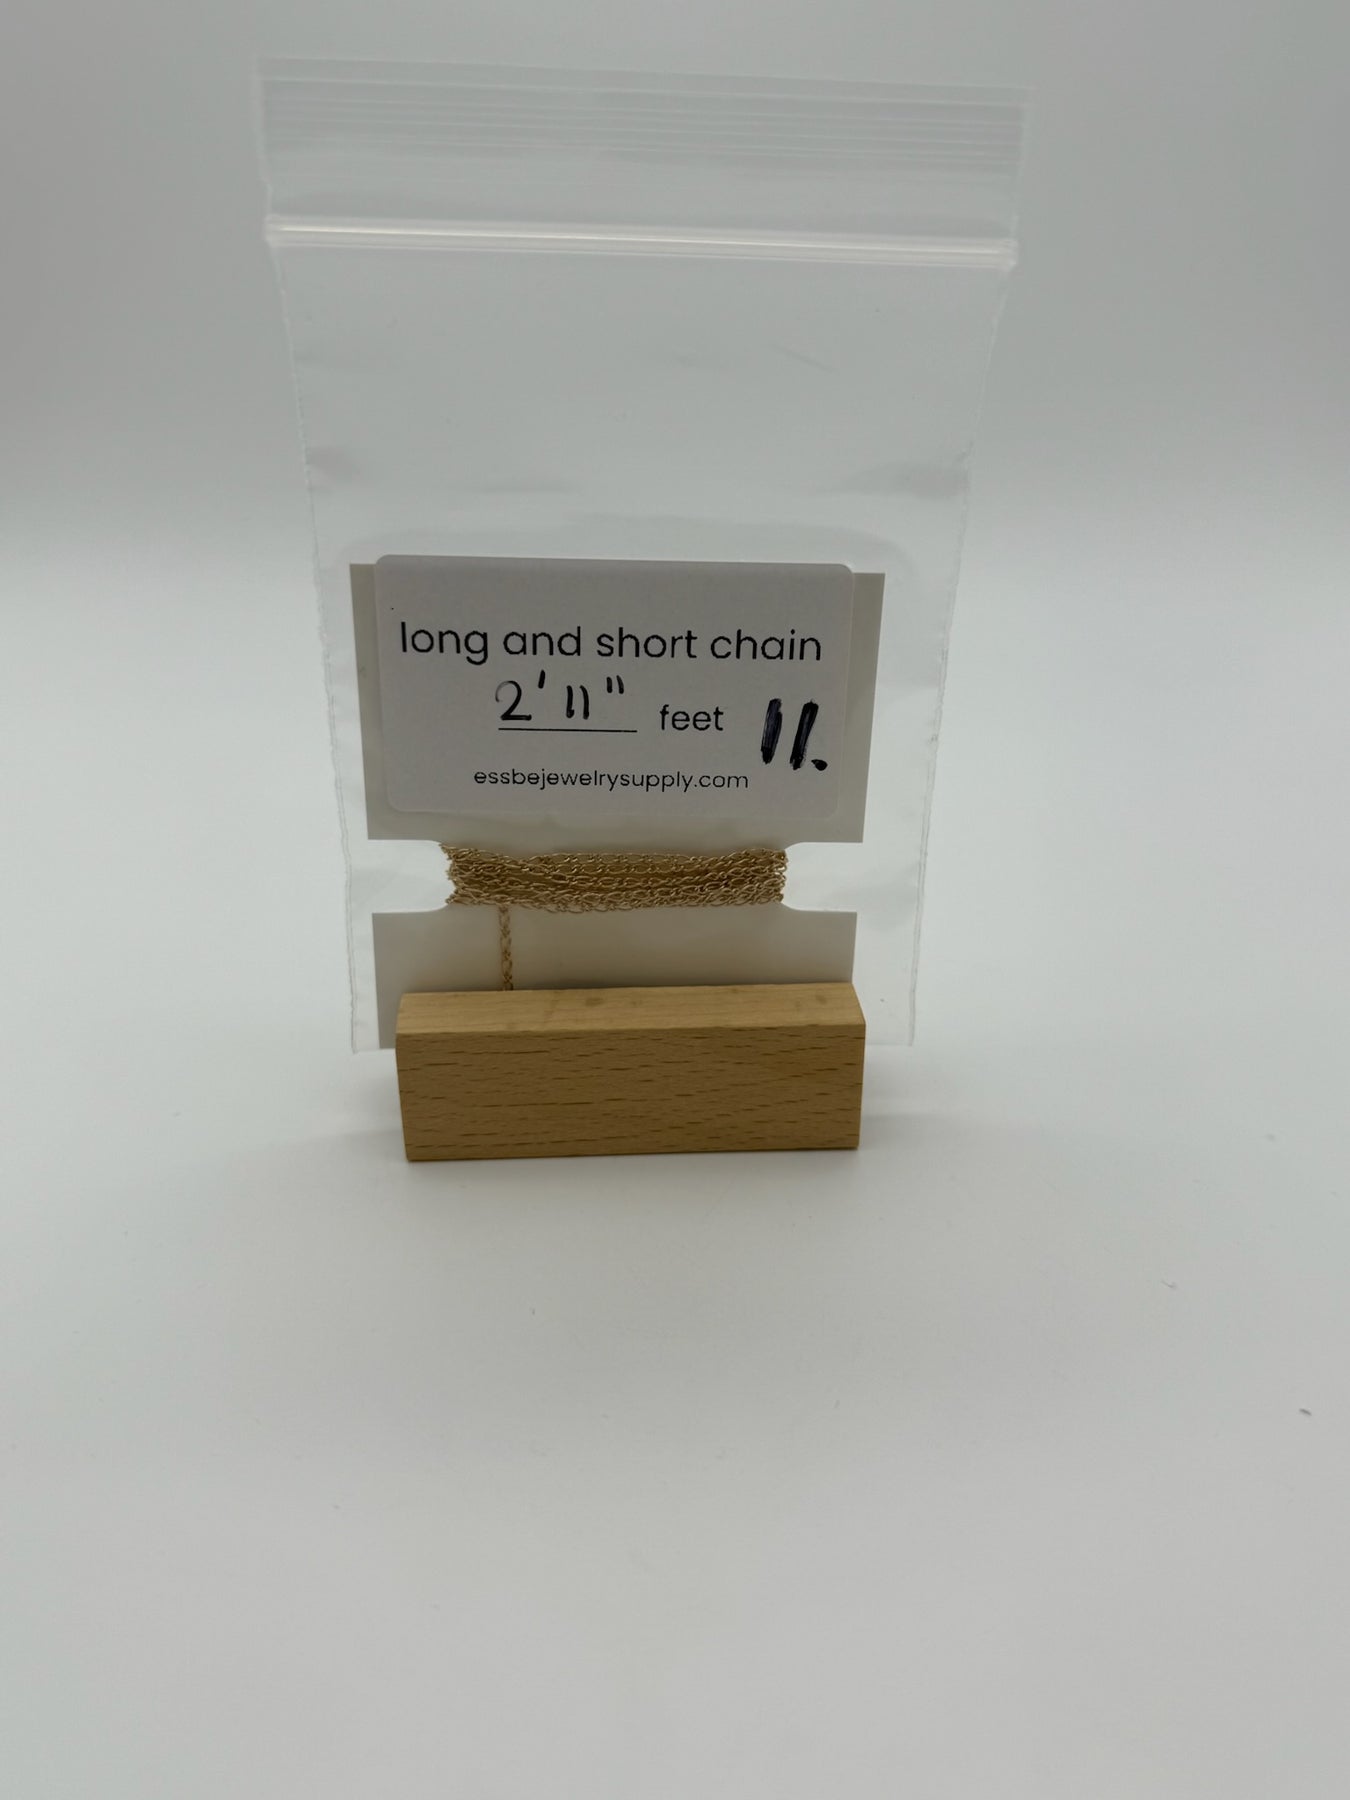 long and short chain
2' 11" feet 11.
essbejewelrysupply.com